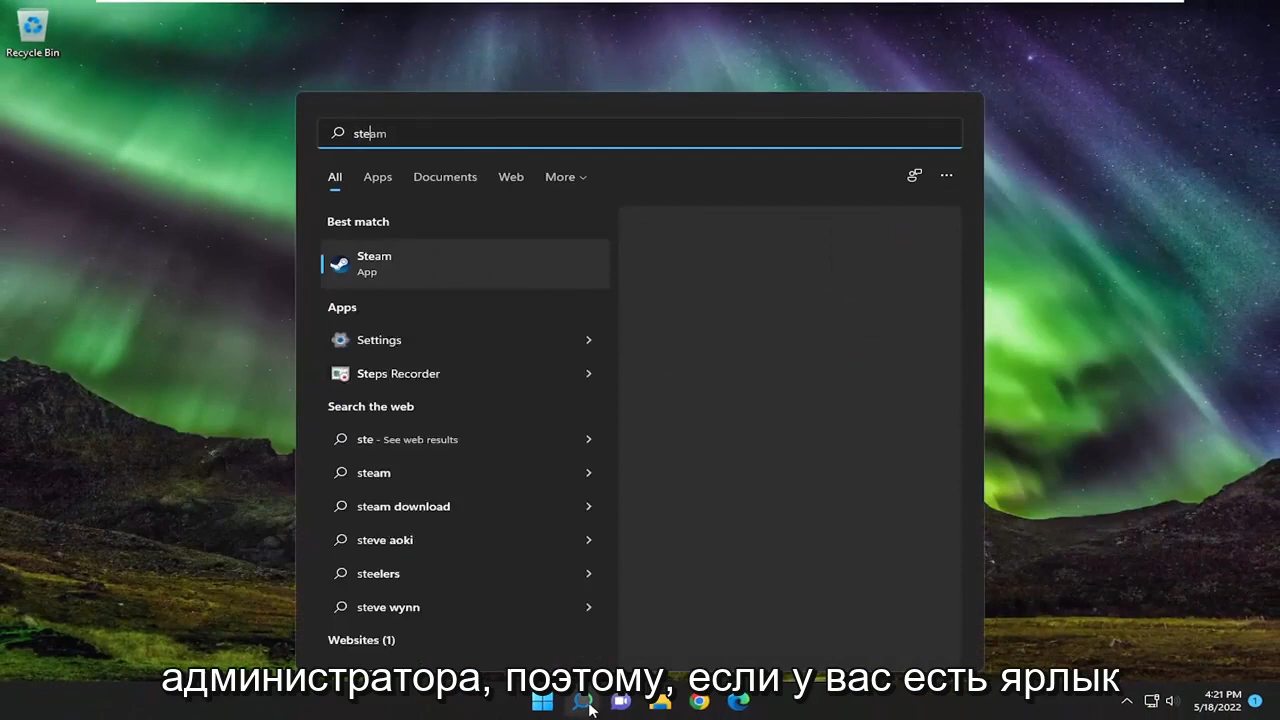 Recycle Bin
steam
All Apps Documents Web More
Best match
Steam
App
Apps
Settings
Steps Recorder
Search the web
ste - See web results
steam
steam download
steve aoki
steelers
steve wynn
Websites (1)
администратора, поэтому, если у вас есть ярлык
4:21 PM
5/18/2022
1